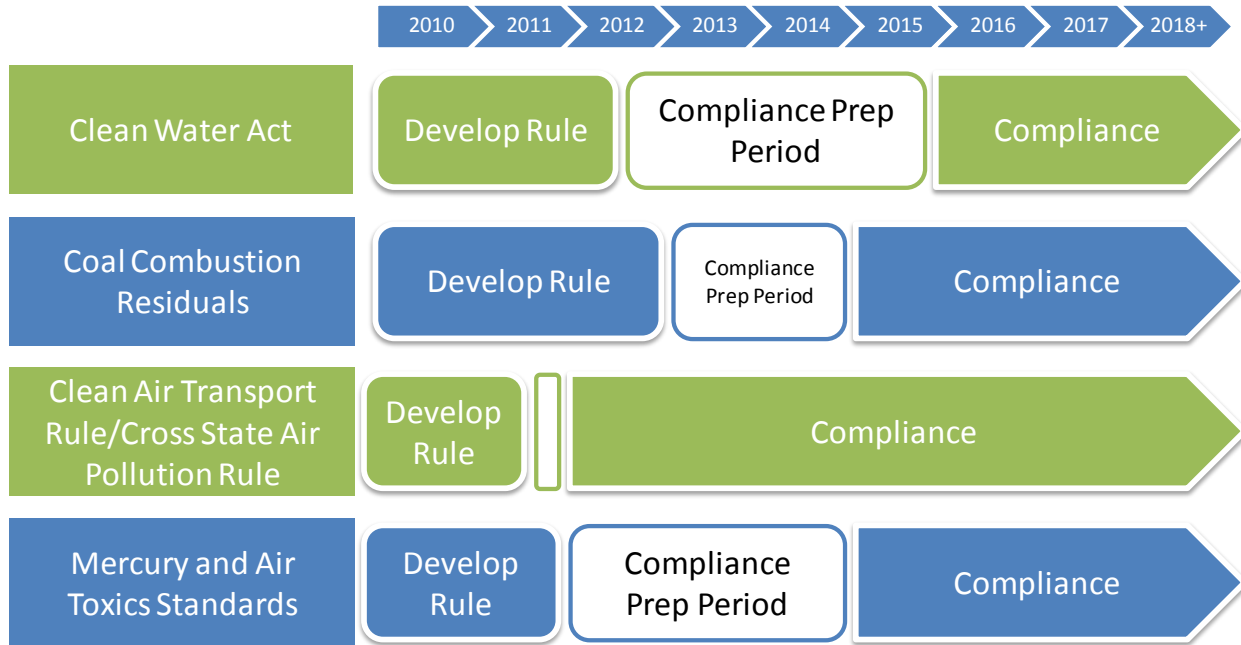 2010 2011 2012 2013 2014 2015 2016 2017 2018+
Clean Water Act
Develop Rule
Compliance Prep
Period
Compliance
Coal Combustion
Residuals
Develop Rule
Compliance
Prep Period
Compliance
Clean Air Transport
Rule/Cross State Air
Pollution Rule
Develop
Rule
Compliance
Mercury and Air
Toxics Standards
Develop
Rule
Compliance
Prep Period
Compliance